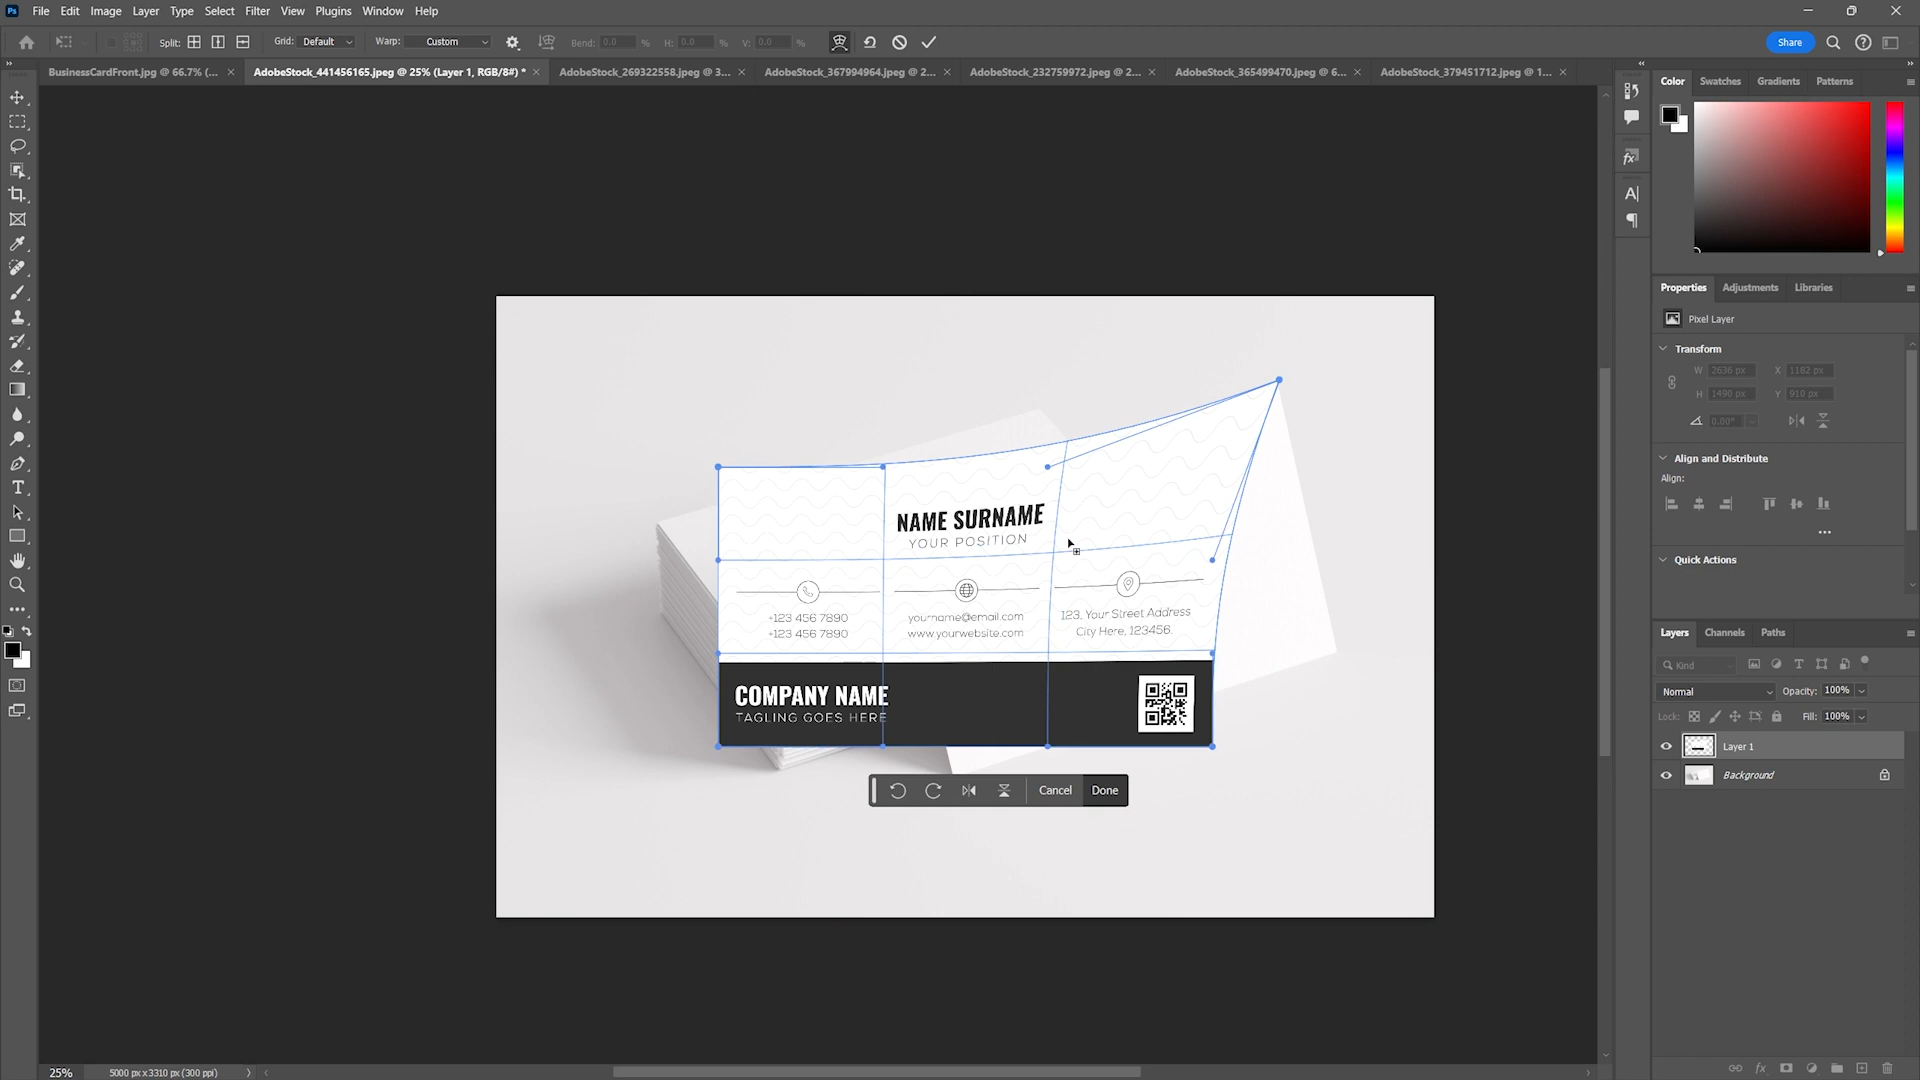 Ps File Edit Image Layer Type Select Filter View Plugins Window Help
Split: Grid: Default Warp: Custom Bend: 0.0 % H: 0.0 % V: 0.0 % Share
BusinessCardFront.jpg @ 66.7% (... AdobeStock_441456165.jpeg @ 25% (Layer 1, RGB/8#) * AdobeStock_269322558.jpeg @ 3... AdobeStock_367994964.jpeg @ 2... AdobeStock_232759972.jpeg @ 2... AdobeStock_365499470.jpeg @ 6... AdobeStock_379451712.jpeg @ 1...
Color Swatches Gradients Patterns
Properties Adjustments Libraries
Pixel Layer
Transform
W 2636 px X 1182 px
H 1490 px Y 910 px
0.00°
Align and Distribute
Align:
Quick Actions
NAME SURNAME
YOUR POSITION
+123 456 7890
+123 456 7890
yourname@email.com
www.yourwebsite.com
123, Your Street Address
City Here, 123456.
COMPANY NAME
TAGLING GOES HERE
Cancel Done
Layers Channels Paths
Kind
Normal Opacity: 100%
Lock: Fill: 100%
Layer 1
Background
25% 5000 px x 3310 px (300 ppi)